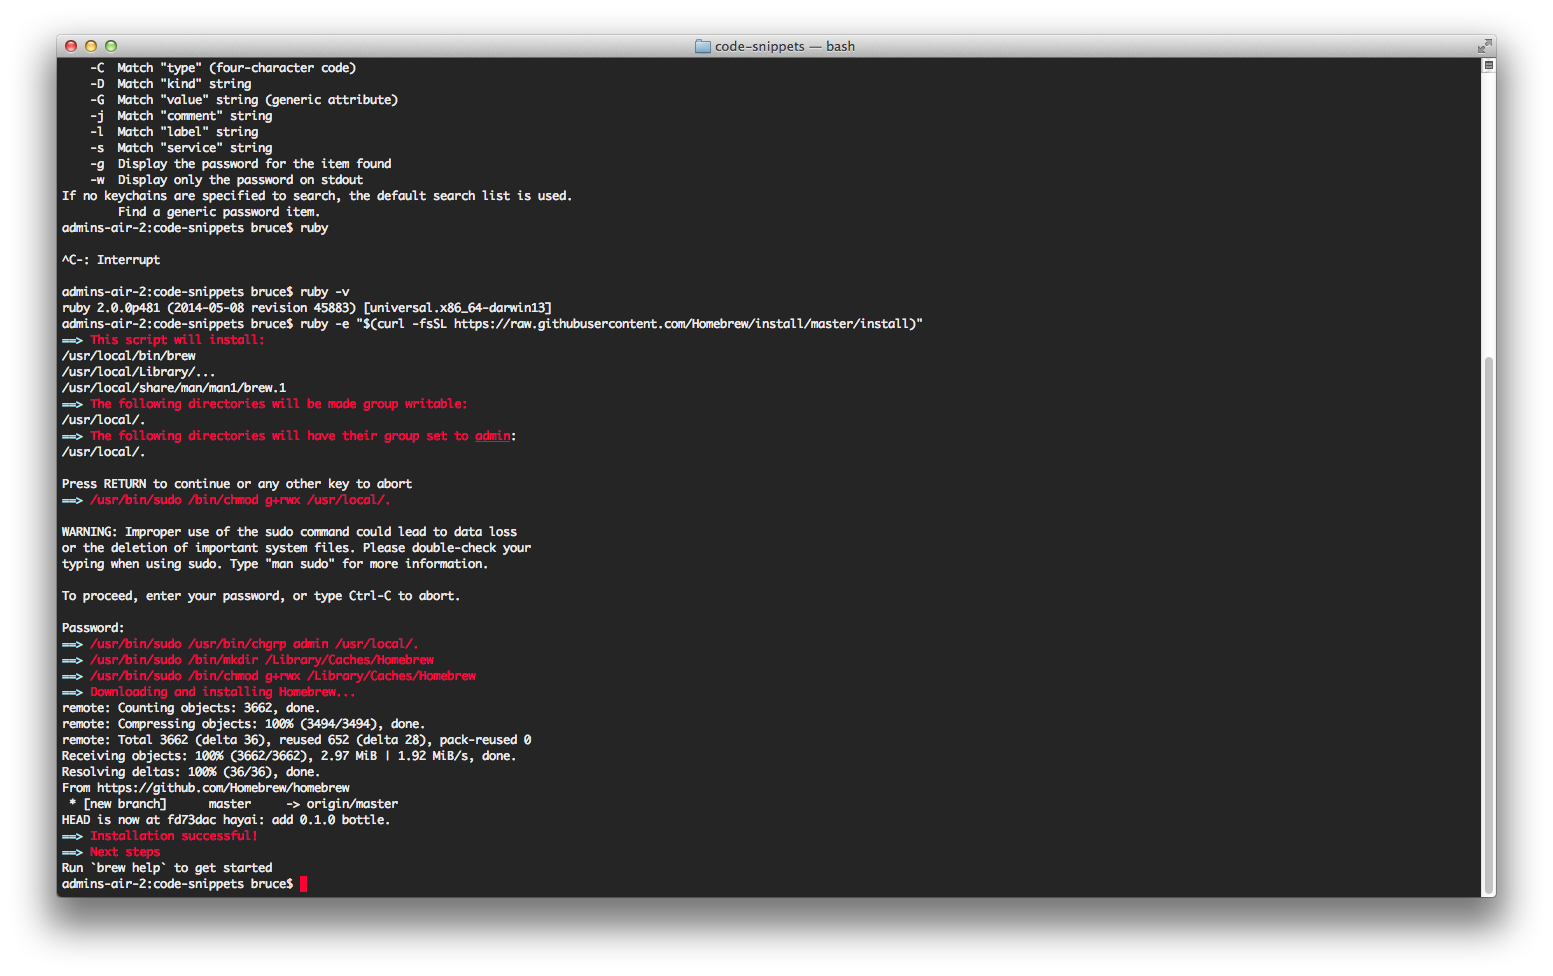 code-snippets — bash
-C  Match "type" (four-character code)
-D  Match "kind" string
-G  Match "value" string (generic attribute)
-j  Match "comment" string
-l  Match "label" string
-s  Match "service" string
-g  Display the password for the item found
-w  Display only the password on stdout
If no keychains are specified to search, the default search list is used.
Find a generic password item.
admins-air-2:code-snippets bruce$ ruby
^C-: Interrupt
admins-air-2:code-snippets bruce$ ruby -v
ruby 2.0.0p481 (2014-05-08 revision 45883) [universal.x86_64-darwin13]
admins-air-2:code-snippets bruce$ ruby -e "$(curl -fsSL https://raw.githubusercontent.com/Homebrew/install/master/install)"
==> This script will install:
/usr/local/bin/brew
/usr/local/Library/...
/usr/local/share/man/man1/brew.1
==> The following directories will be made group writable:
/usr/local/.
==> The following directories will have their group set to admin:
/usr/local/.
Press RETURN to continue or any other key to abort
==> /usr/bin/sudo /bin/chmod g+rwx /usr/local/.
WARNING: Improper use of the sudo command could lead to data loss
or the deletion of important system files. Please double-check your
typing when using sudo. Type "man sudo" for more information.
To proceed, enter your password, or type Ctrl-C to abort.
Password:
==> /usr/bin/sudo /usr/bin/chgrp admin /usr/local/.
==> /usr/bin/sudo /bin/mkdir /Library/Caches/Homebrew
==> /usr/bin/sudo /bin/chmod g+rwx /Library/Caches/Homebrew
==> Downloading and installing Homebrew...
remote: Counting objects: 3662, done.
remote: Compressing objects: 100% (3494/3494), done.
remote: Total 3662 (delta 36), reused 652 (delta 28), pack-reused 0
Receiving objects: 100% (3662/3662), 2.97 MiB | 1.92 MiB/s, done.
Resolving deltas: 100% (36/36), done.
From https://github.com/Homebrew/homebrew
 * [new branch]      master     -> origin/master
HEAD is now at fd73dac hayai: add 0.1.0 bottle.
==> Installation successful!
==> Next steps
Run `brew help` to get started
admins-air-2:code-snippets bruce$